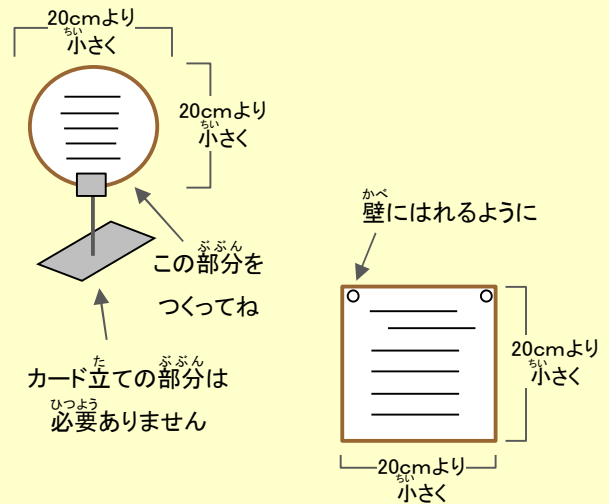 20cmより
小さく
20cmより
小さく
この部分を
つくってね
カード立ての部分は
必要ありません
壁にはれるように
20cmより
小さく
20cmより
小さく